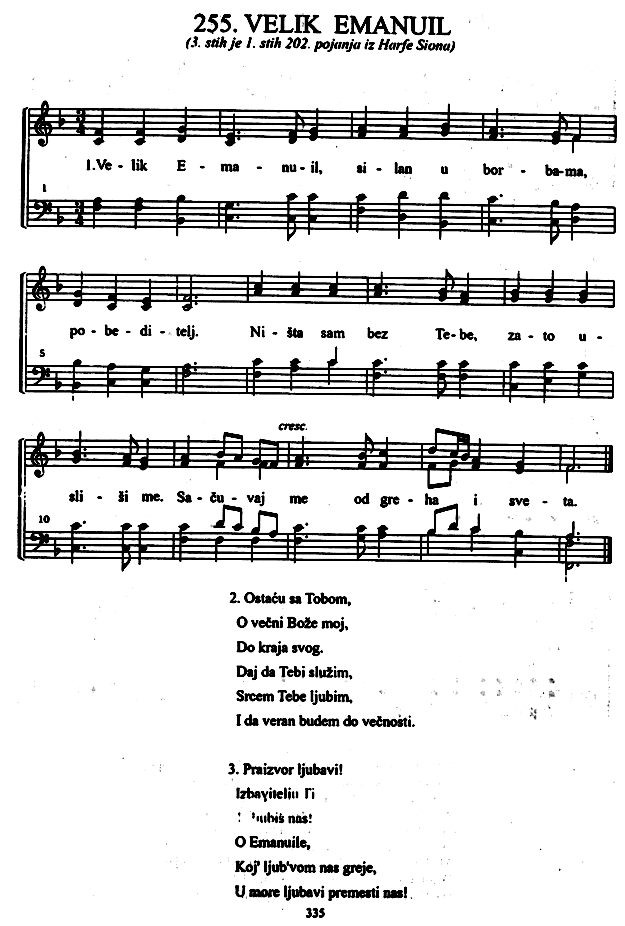 255. VELIK EMANUIL
(3. stih je 1. stih 202. pojanja iz Harfe Siona)
1.Ve - lik E - ma - nu - il, si - lan u bor - ba-ma,
1
po - be - di - telj. Ni - šta sam bez Te - be, za - to u -
5
cresc.
sli - ši me. Sa - ču - vaj me od gre - ha i sve - ta.
10
2. Ostaću sa Tobom,
O večni Bože moj,
Do kraja svog.
Daj da Tebi služim,
Srcem Tebe ljubim,
I da veran budem do večnosti.
3. Praizvor ljubavi!
Izbavitelju
nas!
O Emanuile,
Koj' ljub'vom nas greje,
U more ljubavi premesti nas!
335